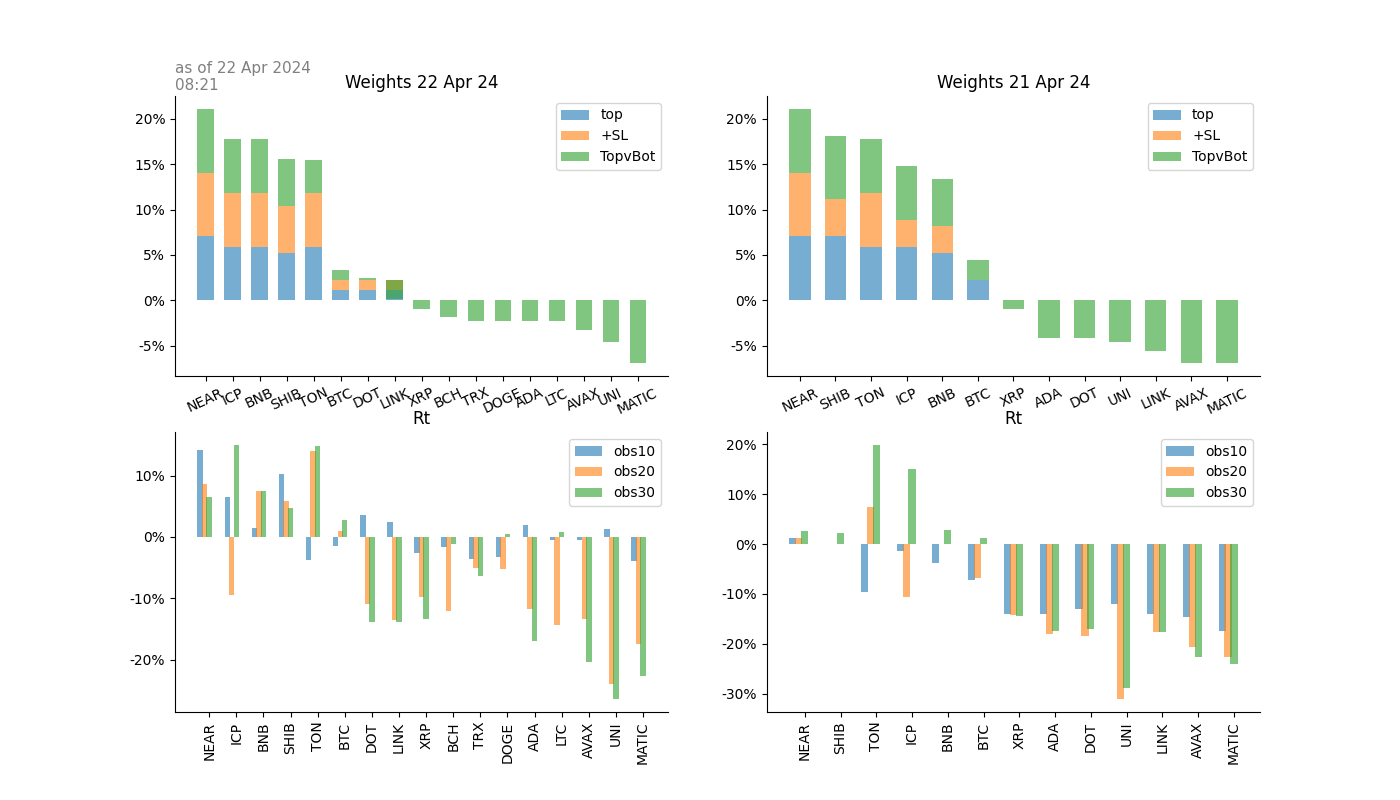 as of 22 Apr 2024
08:21
Weights 22 Apr 24
20%
15%
10%
5%
0%
-5%
top
+SL
TopvBot
NEAR ICP BNB SHIB TON BTC DOT LINK XRP BCH TRX DOGE ADA LTC AVAX UNI MATIC
Weights 21 Apr 24
20%
15%
10%
5%
0%
-5%
top
+SL
TopvBot
NEAR SHIB TON ICP BNB BTC XRP ADA DOT UNI LINK AVAX MATIC
Rt
10%
0%
-10%
-20%
obs10
obs20
obs30
NEAR ICP BNB SHIB TON BTC DOT LINK XRP BCH TRX DOGE ADA LTC AVAX UNI MATIC
Rt
20%
10%
0%
-10%
-20%
-30%
obs10
obs20
obs30
NEAR SHIB TON ICP BNB BTC XRP ADA DOT UNI LINK AVAX MATIC